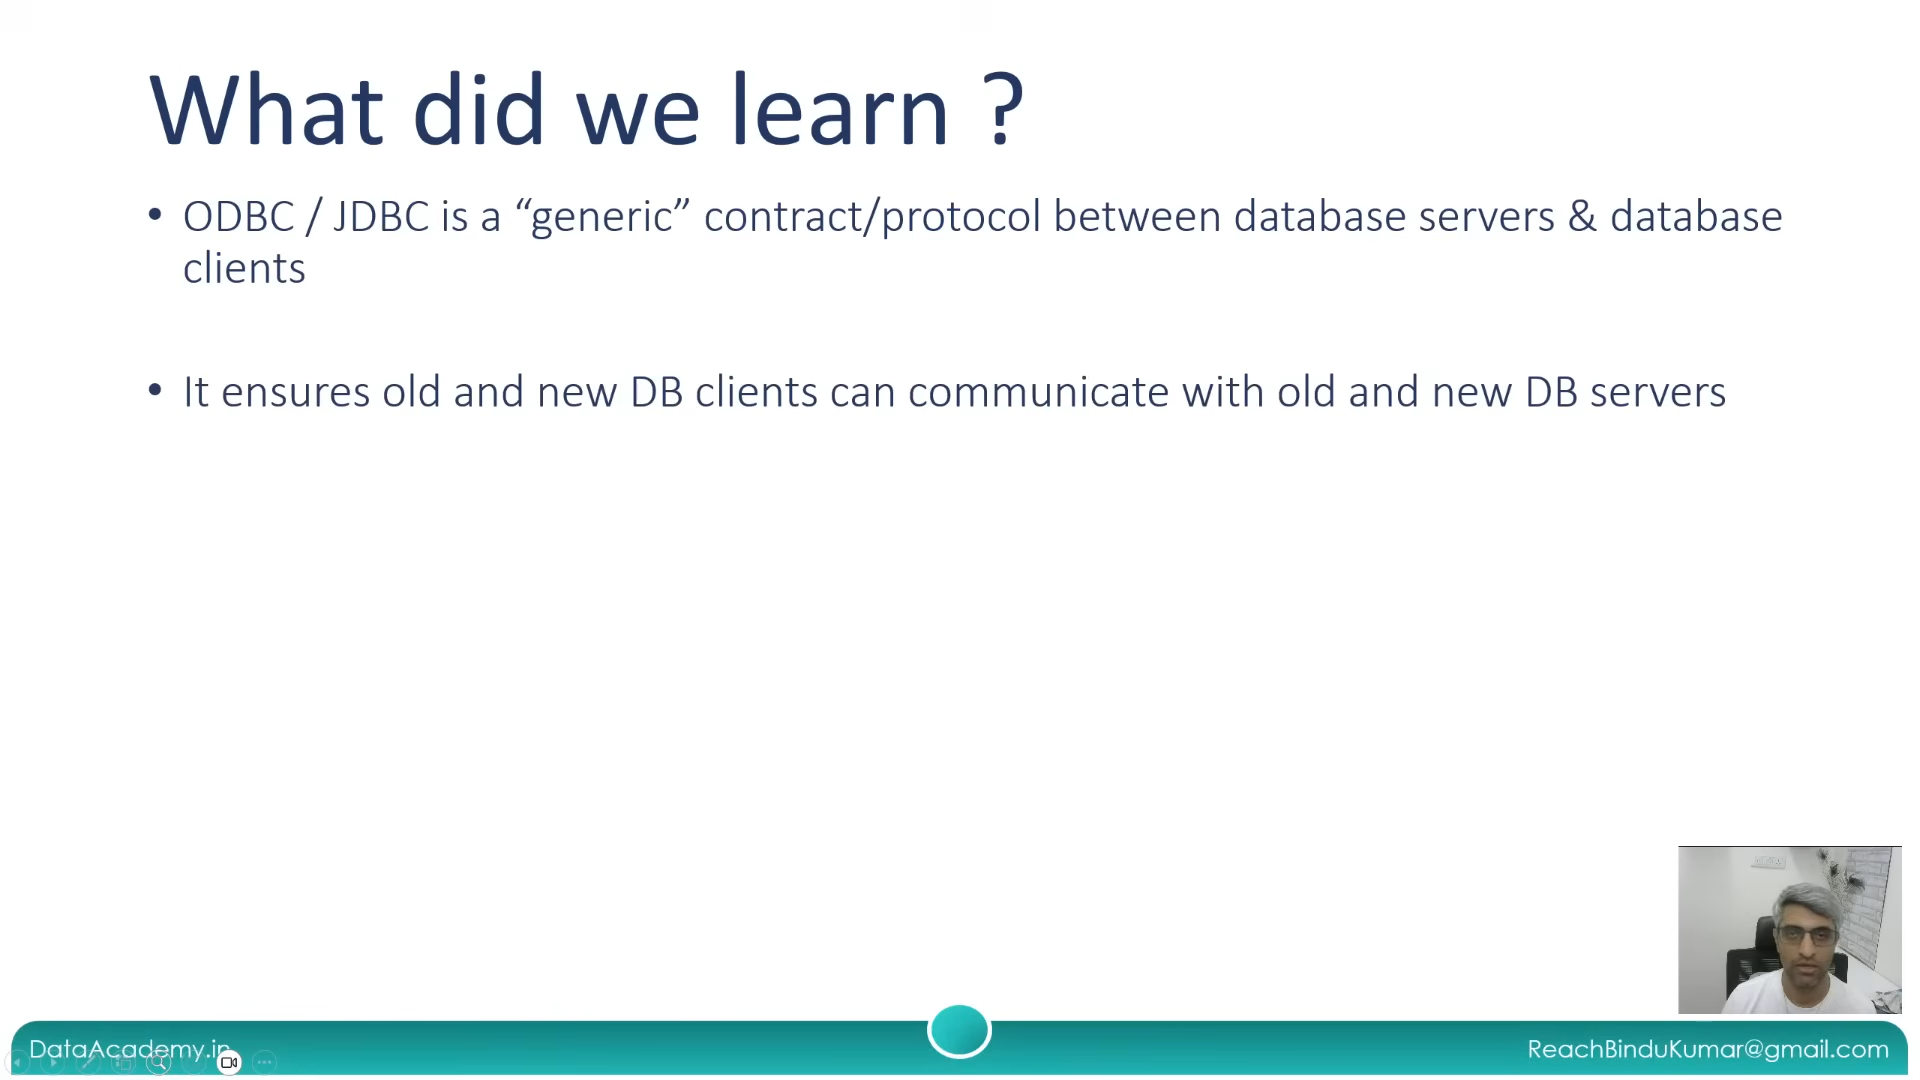 What did we learn ?
• ODBC / JDBC is a “generic” contract/protocol between database servers & database
clients
• It ensures old and new DB clients can communicate with old and new DB servers
DataAcademy.in
ReachBinduKumar@gmail.com